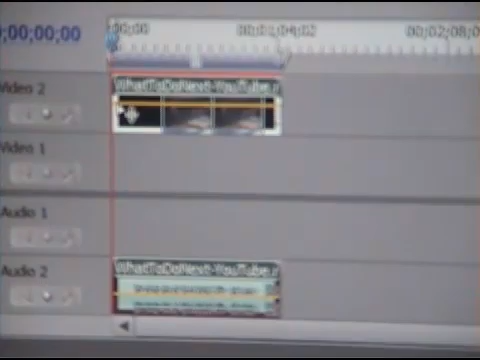 ;00;00;00
00;00
00;01;04;02
00;02;08;0
Video 2
WhatToDoNext-YouTube.
Video 1
Audio 1
Audio 2
WhatToDoNext-YouTube.